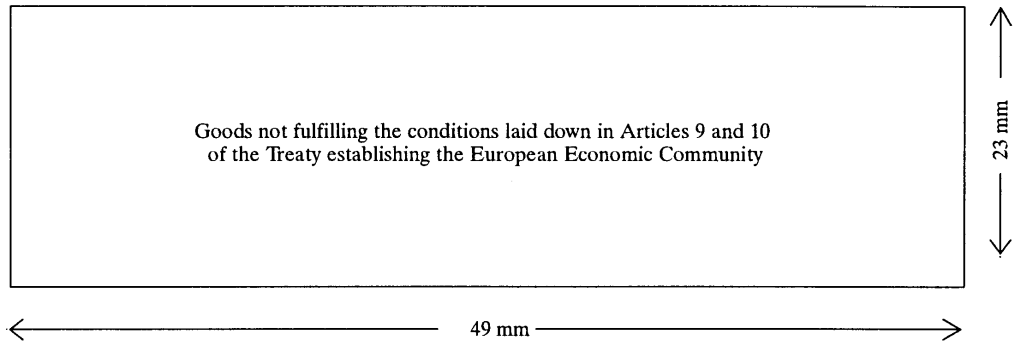 Goods not fulfilling the conditions laid down in Articles 9 and 10
of the Treaty establishing the European Economic Community
23 mm
49 mm